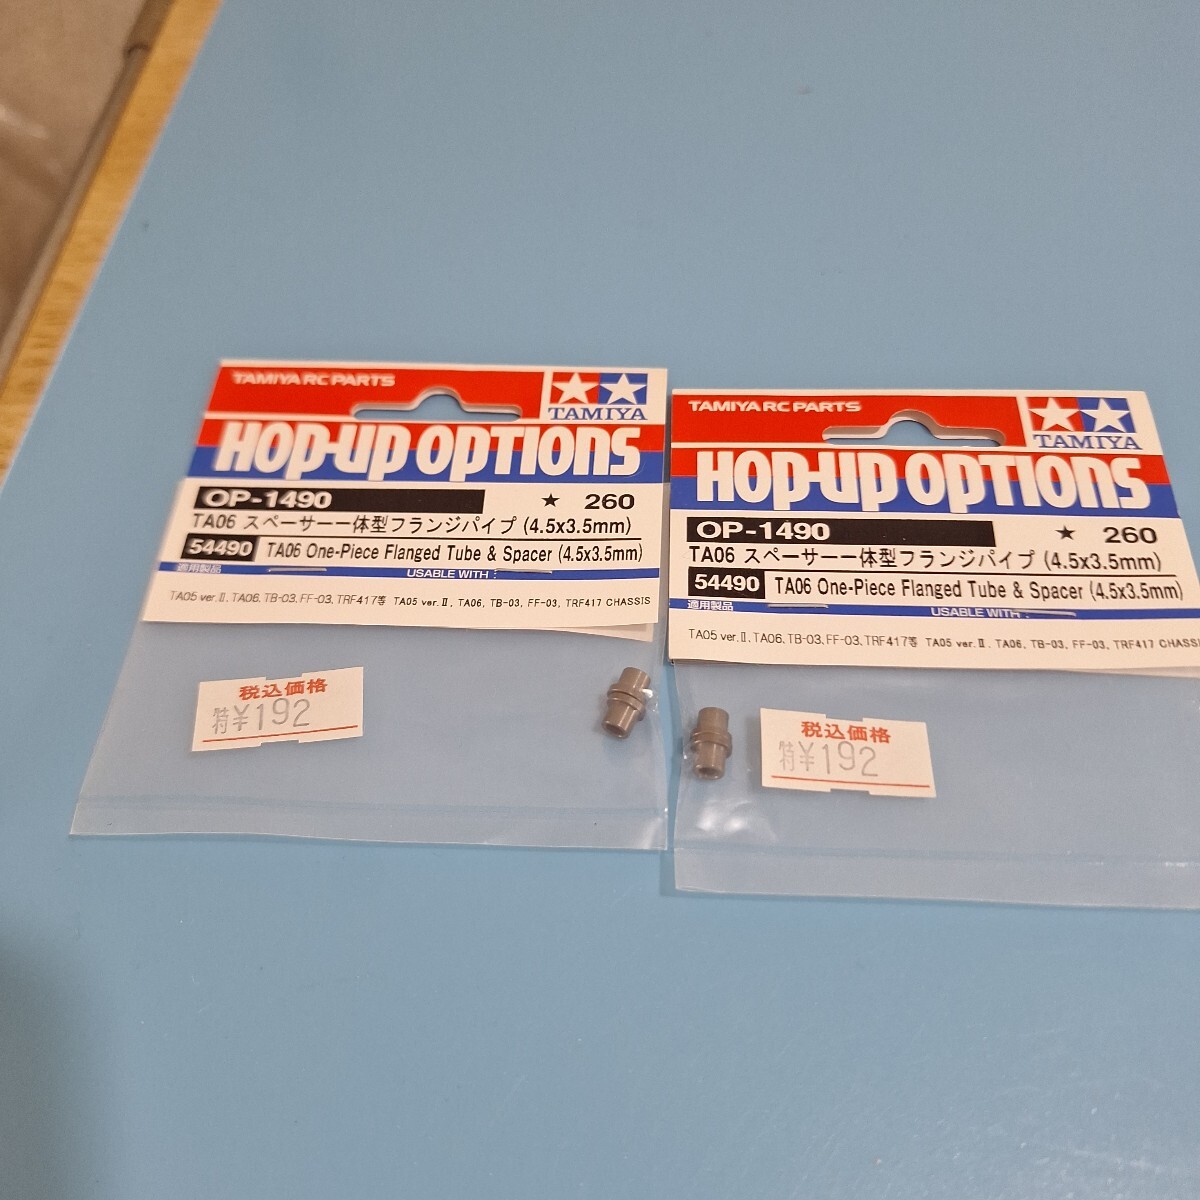 TAMIYA RC PARTS
TAMIYA
HOP-UP OPTIONS
OP-1490 ★ 260
TA06 スペーサー一体型フランジパイプ (4.5x3.5mm)
54490 TA06 One-Piece Flanged Tube & Spacer (4.5x3.5mm)
適用製品 USABLE WITH :
TA05 ver.Ⅱ, TA06, TB-03, FF-03, TRF417等 TA05 ver.Ⅱ, TA06, TB-03, FF-03, TRF417 CHASSIS
税込価格
特¥192
TAMIYA RC PARTS
TAMIYA
HOP-UP OPTIONS
OP-1490 ★ 260
TA06 スペーサー一体型フランジパイプ (4.5x3.5mm)
54490 TA06 One-Piece Flanged Tube & Spacer (4.5x3.5mm)
適用製品 USABLE WITH :
TA05 ver.Ⅱ, TA06, TB-03, FF-03, TRF417等 TA05 ver.Ⅱ, TA06, TB-03, FF-03, TRF417 CHASS
税込価格
特¥192